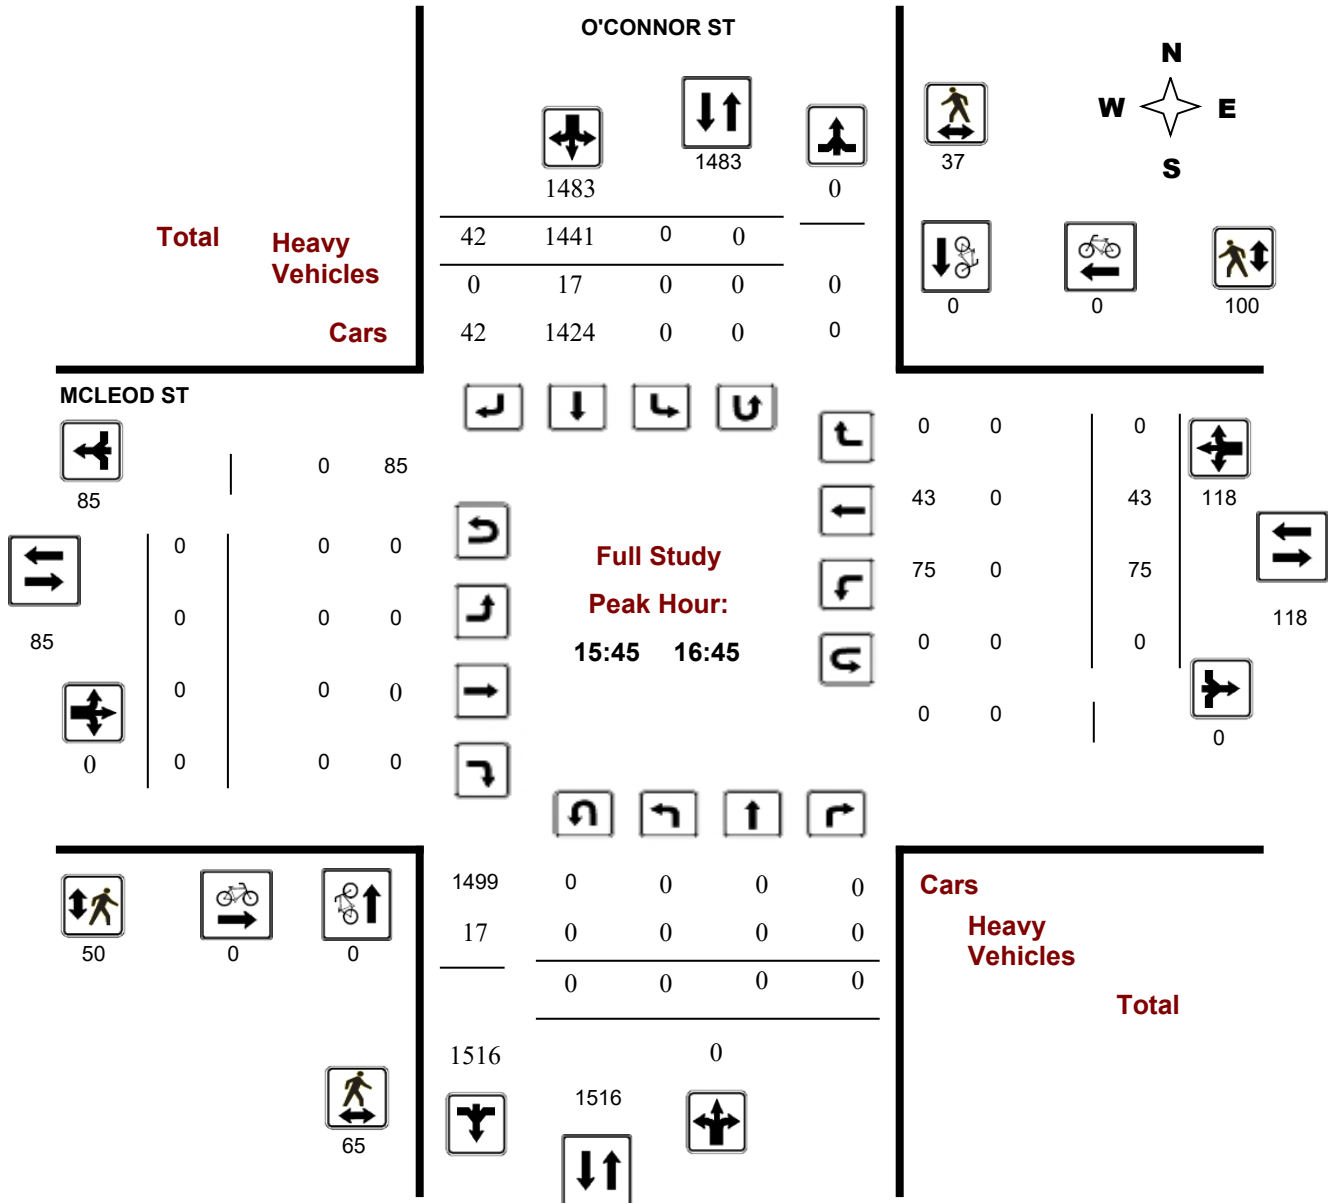 O'CONNOR ST
N
W E
S
1483
37
1483 0
Total Heavy Vehicles
42 1441 0 0
0 17 0 0 0
0 0 100
Cars 42 1424 0 0 0
MCLEOD ST
0 0 0
0 85
85
43 0 43 118
0 0 0
Full Study
75 0 75
Peak Hour:
0 0 0
118
85
15:45 16:45
0 0 0
0 0 0
0 0
0
0 0 0 0
1499 0 0 0 0 Cars
17 0 0 0 0 Heavy Vehicles
50 0 0
0 0 0 0
Total
1516 0
1516
65